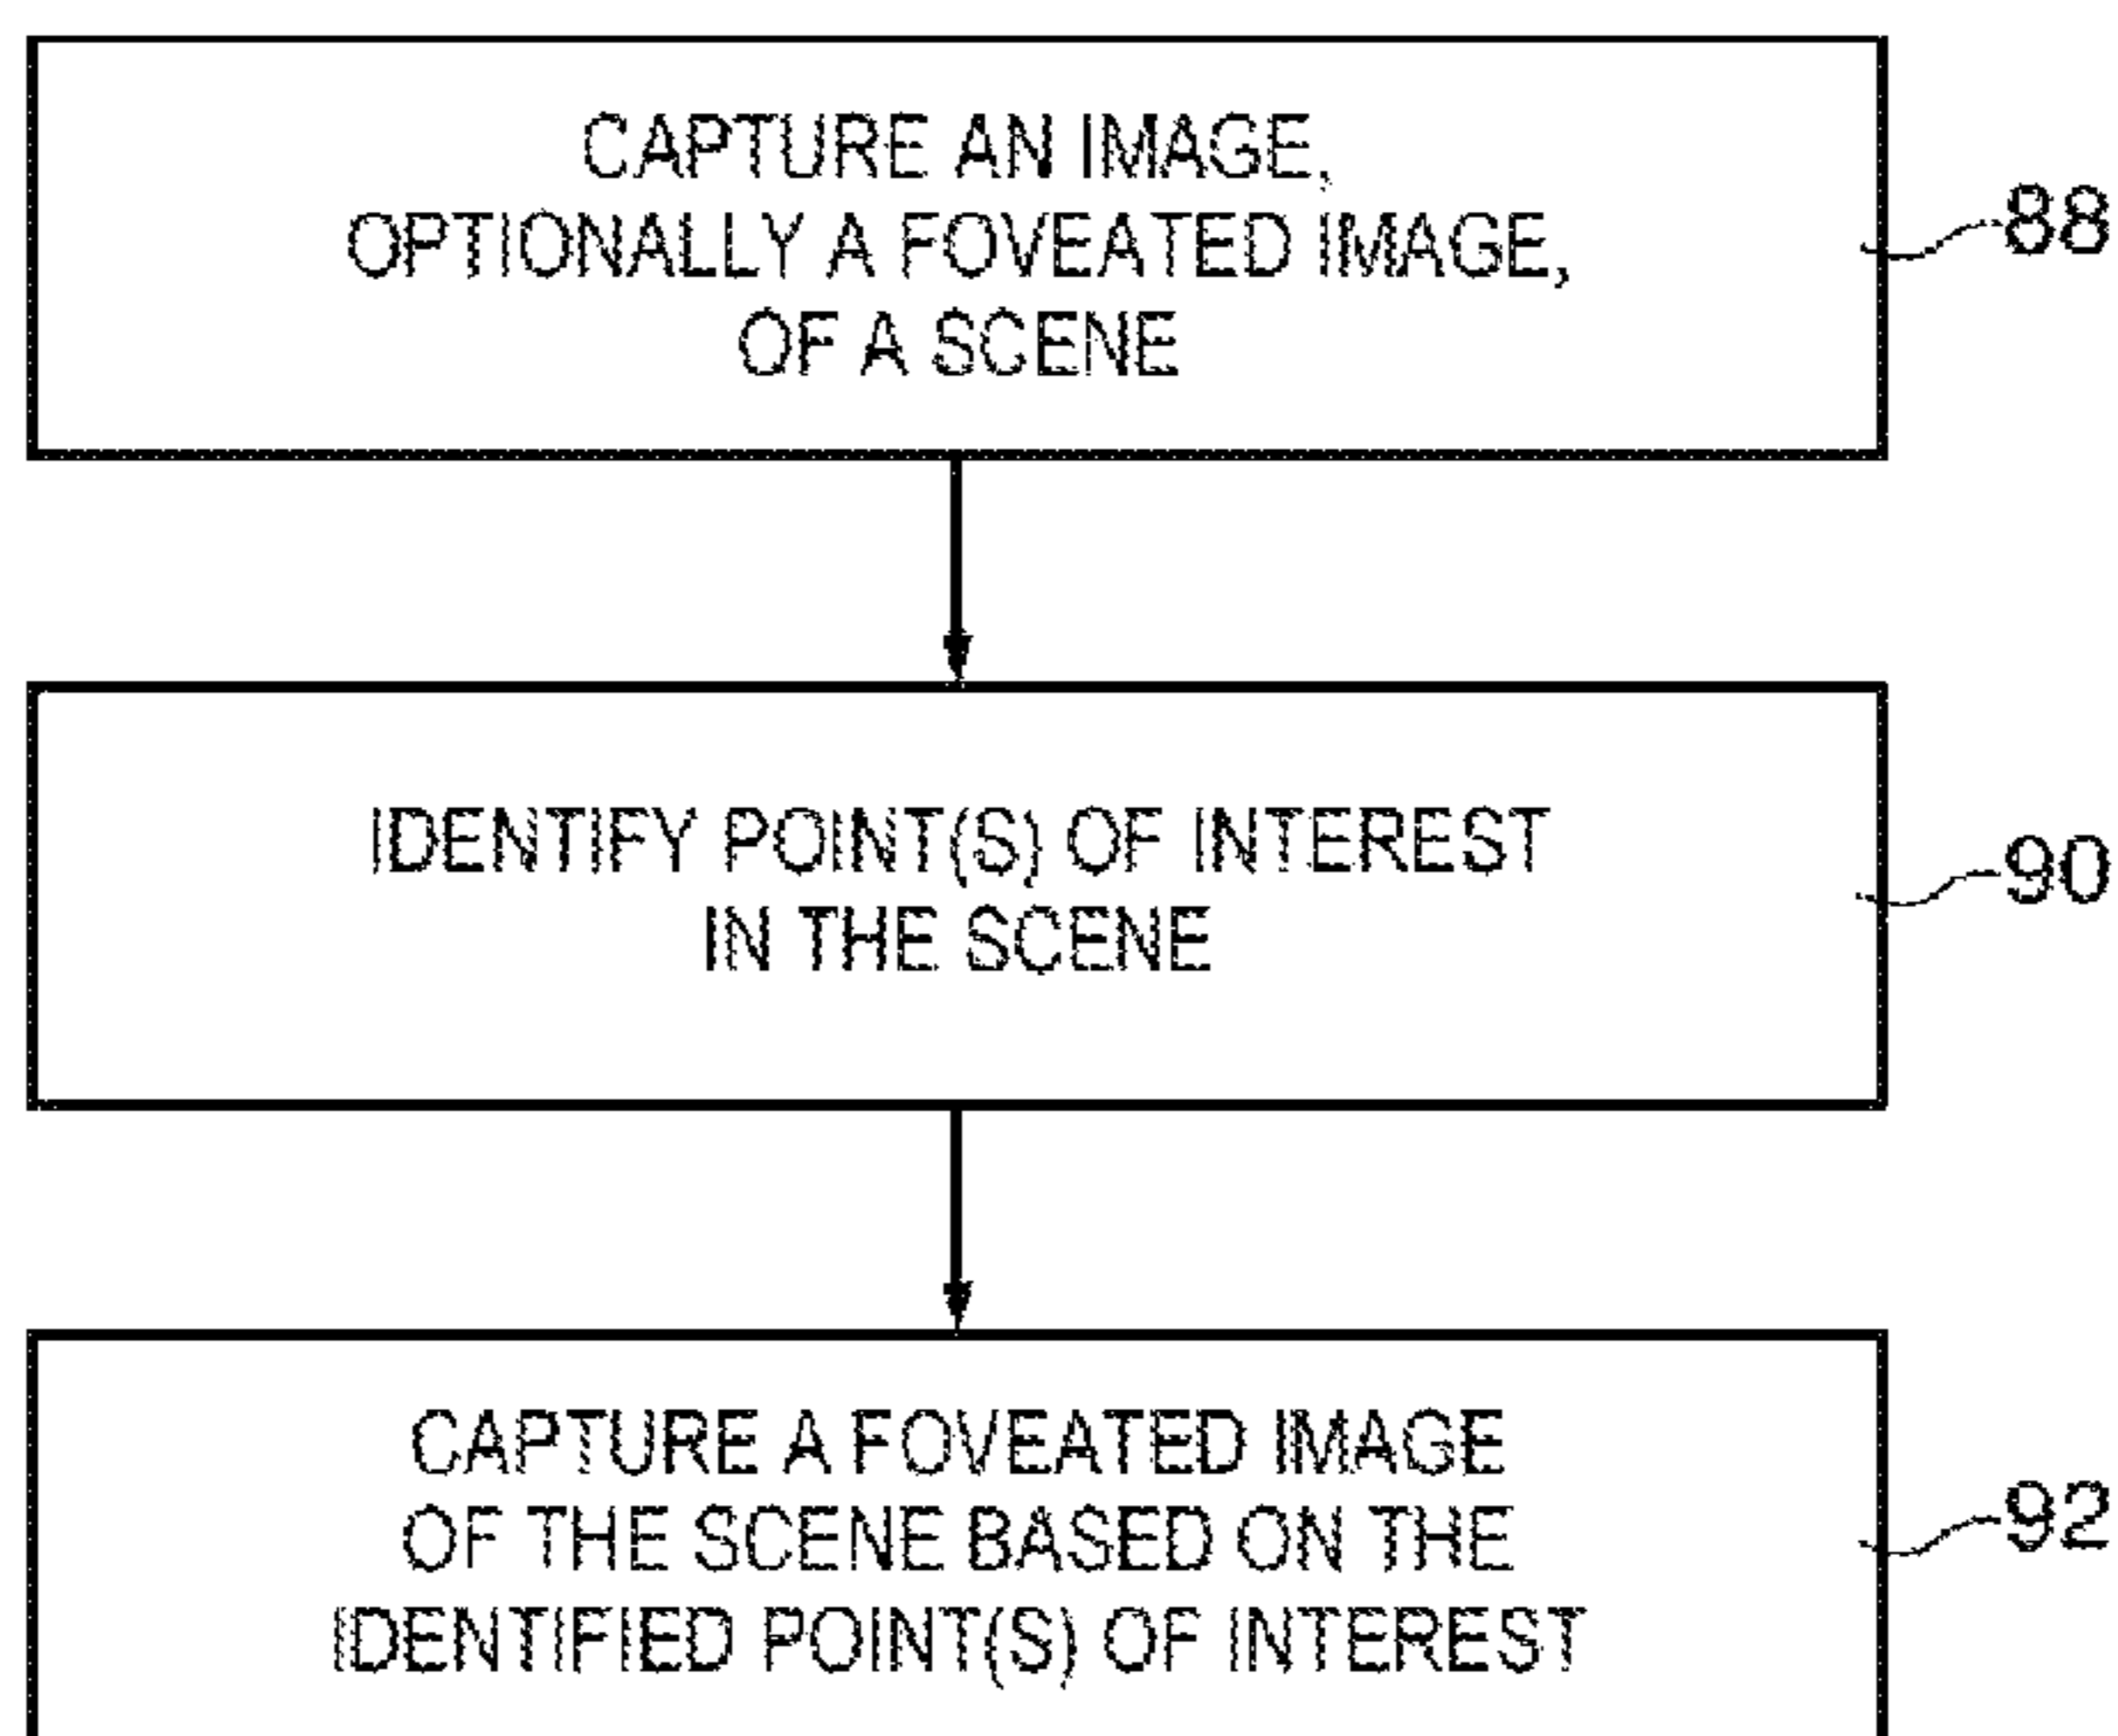 CAPTURE AN IMAGE,
OPTIONALLY A FOVEATED IMAGE,
OF A SCENE
88
IDENTIFY POINT(S) OF INTEREST
IN THE SCENE
90
CAPTURE A FOVEATED IMAGE
OF THE SCENE BASED ON THE
IDENTIFIED POINT(S) OF INTEREST
92